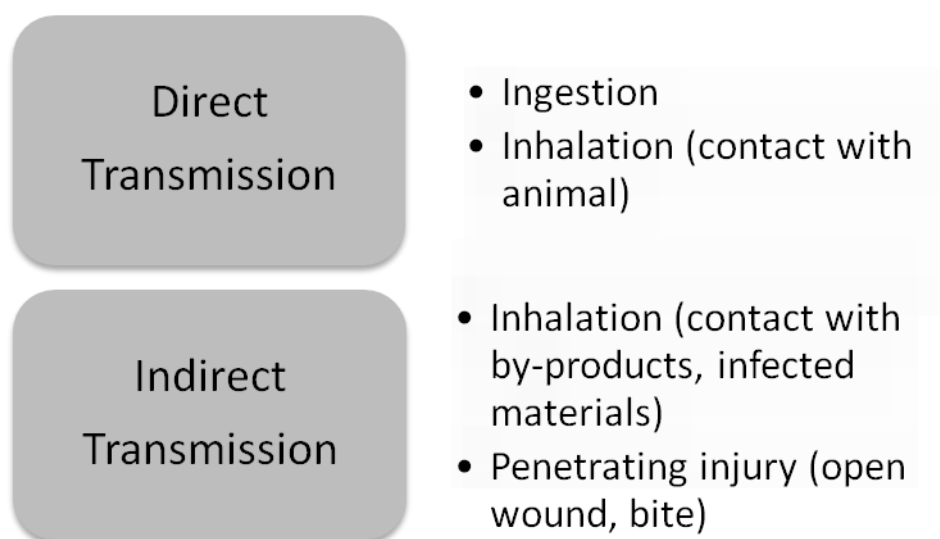 Direct
Transmission
• Ingestion
• Inhalation (contact with
animal)
Indirect
Transmission
• Inhalation (contact with
by-products, infected
materials)
• Penetrating injury (open
wound, bite)